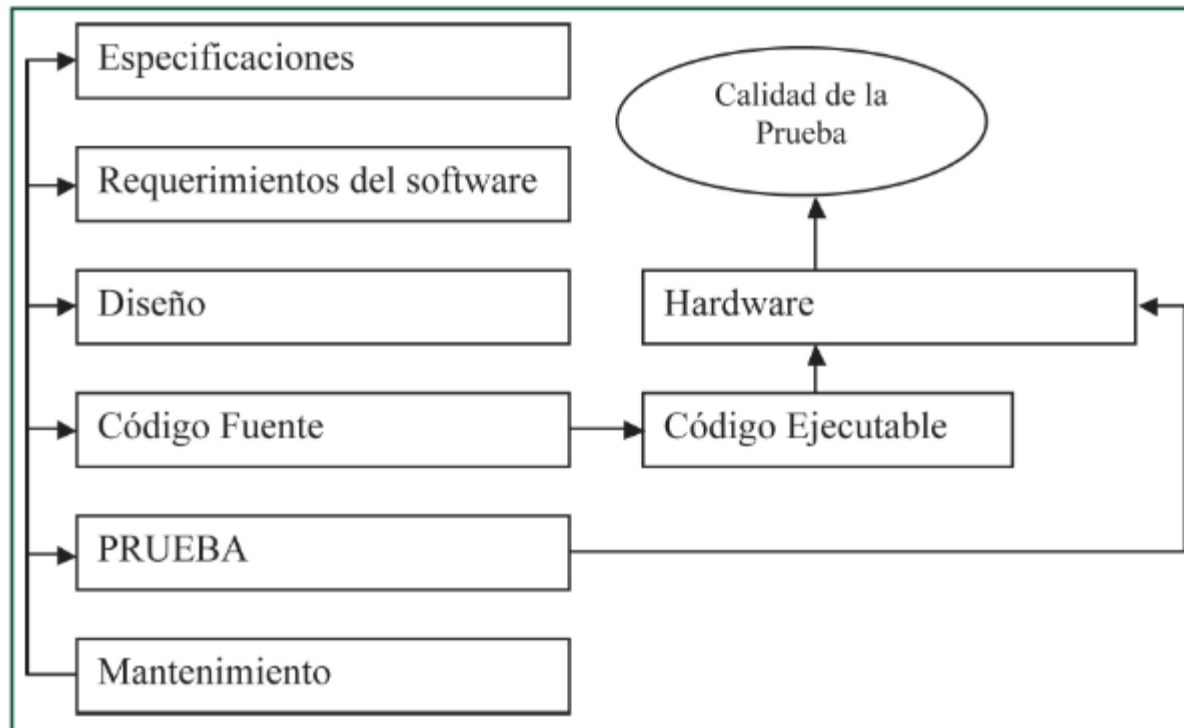 Especificaciones
Requerimientos del software
Diseño
Código Fuente
PRUEBA
Mantenimiento
Calidad de la
Prueba
Hardware
Código Ejecutable